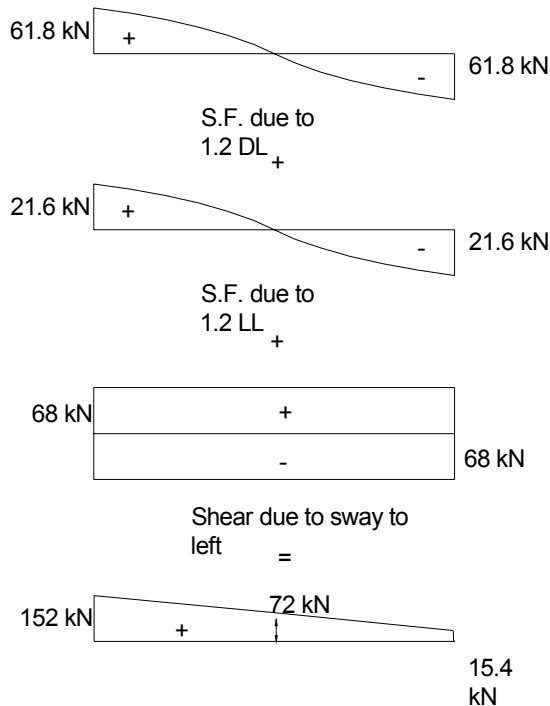 61.8 kN
+
-
61.8 kN
S.F. due to
1.2 DL
+
21.6 kN
+
-
21.6 kN
S.F. due to
1.2 LL
+
68 kN
+
-
68 kN
Shear due to sway to
left
=
152 kN
+
72 kN
15.4
kN